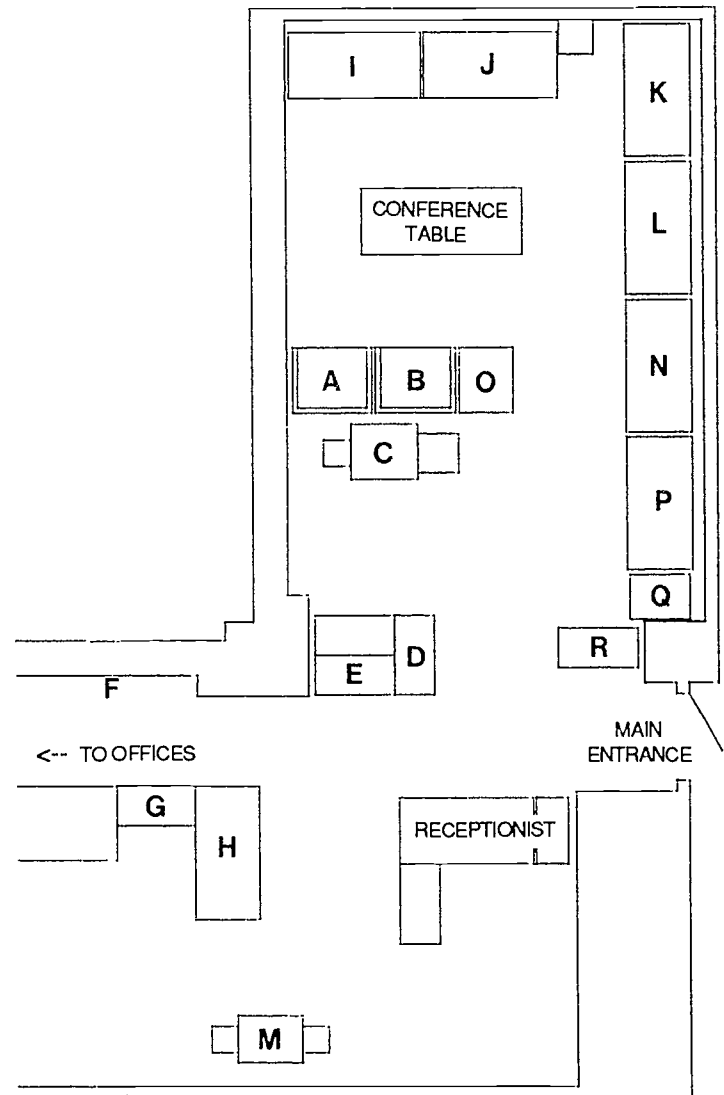 I
J
K
CONFERENCE
TABLE
L
A
B
O
N
C
P
Q
R
D
E
F
MAIN
ENTRANCE
<-- TO OFFICES
G
H
RECEPTIONIST
M